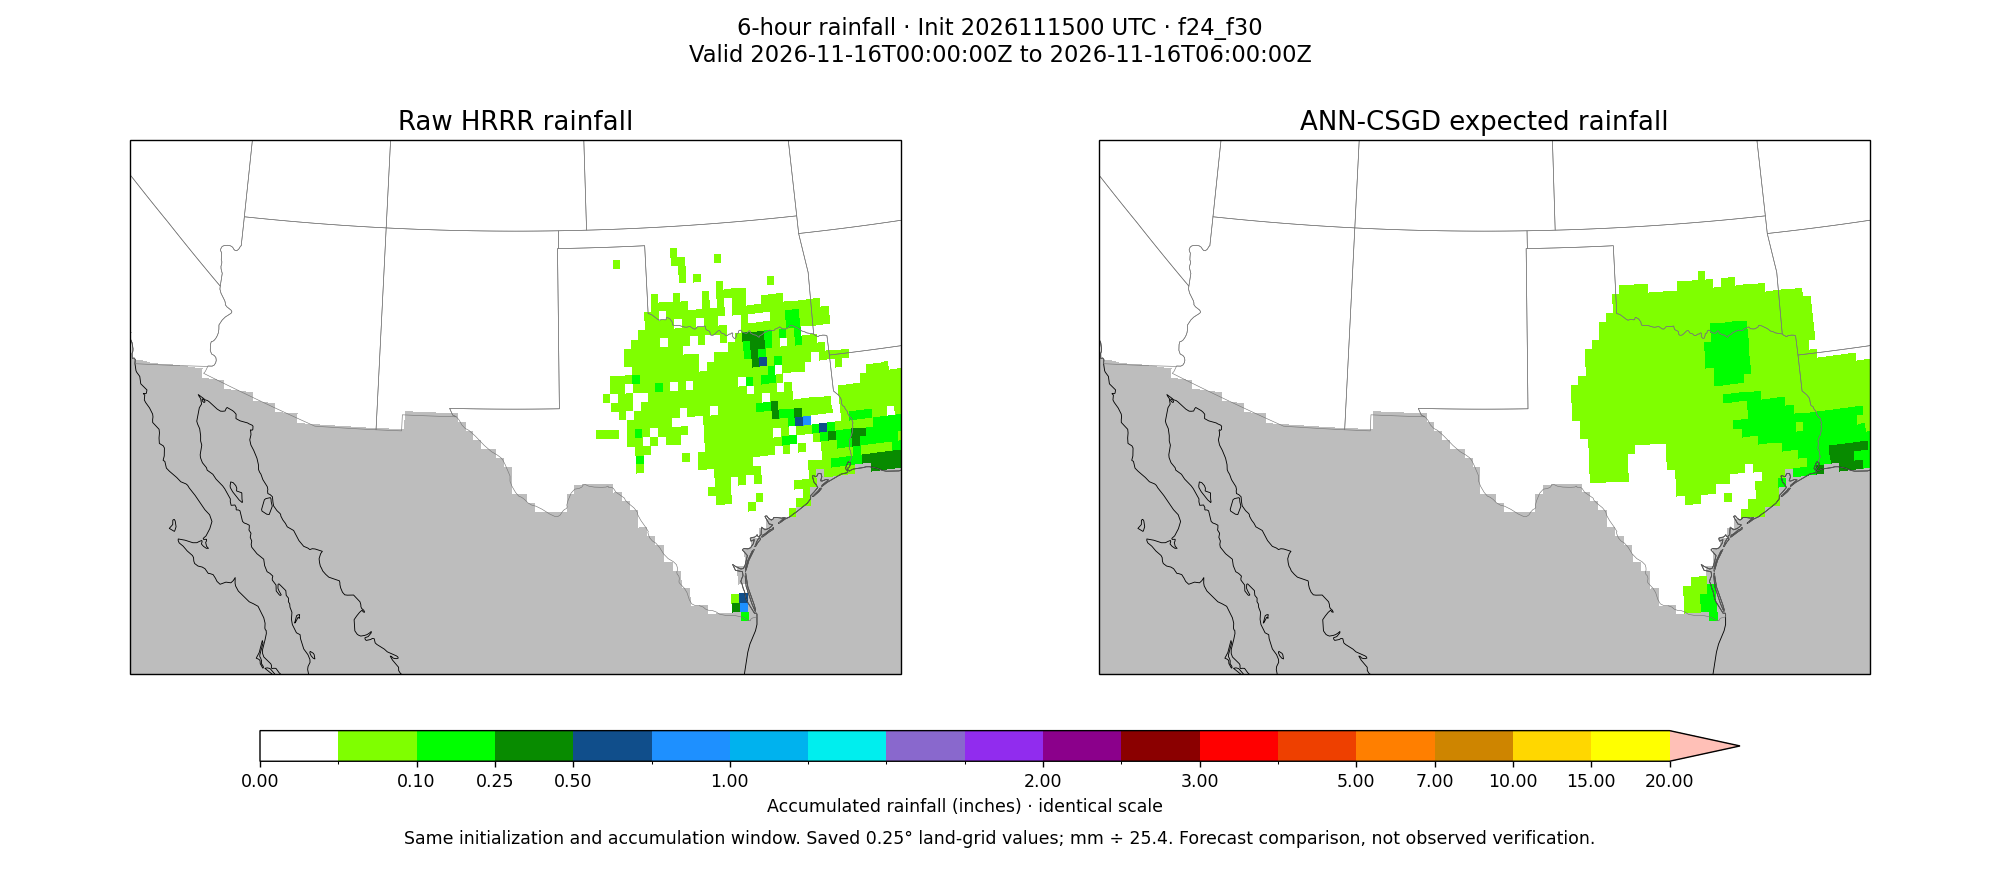 6-hour rainfall · Init 2026111500 UTC · f24_f30
Valid 2026-11-16T00:00:00Z to 2026-11-16T06:00:00Z
Raw HRRR rainfall
ANN-CSGD expected rainfall
0.00 0.10 0.25 0.50 1.00 2.00 3.00 5.00 7.00 10.00 15.00 20.00
Accumulated rainfall (inches) · identical scale
Same initialization and accumulation window. Saved 0.25° land-grid values; mm ÷ 25.4. Forecast comparison, not observed verification.